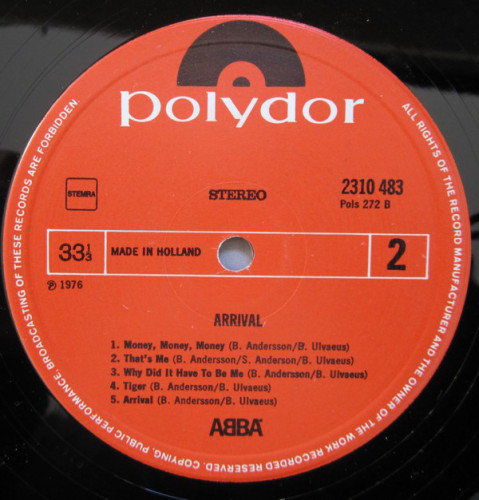 polydor
STEMRA
STEREO
2310 483
Pols 272 B
33⅓
MADE IN HOLLAND
2
℗ 1976
ARRIVAL
1. Money, Money, Money (B. Andersson/B. Ulvaeus)
2. That's Me (B. Andersson/S. Anderson/B. Ulvaeus)
3. Why Did It Have To Be Me (B. Andersson/B. Ulvaeus)
4. Tiger (B. Andersson/B. Ulvaeus)
5. Arrival (B. Andersson/B. Ulvaeus)
ABBA
ALL RIGHTS OF THE RECORD MANUFACTURER AND THE OWNER OF THE WORK RECORDED RESERVED. COPYING, PUBLIC PERFORMANCE, BROADCASTING OF THESE RECORDS ARE FORBIDDEN.